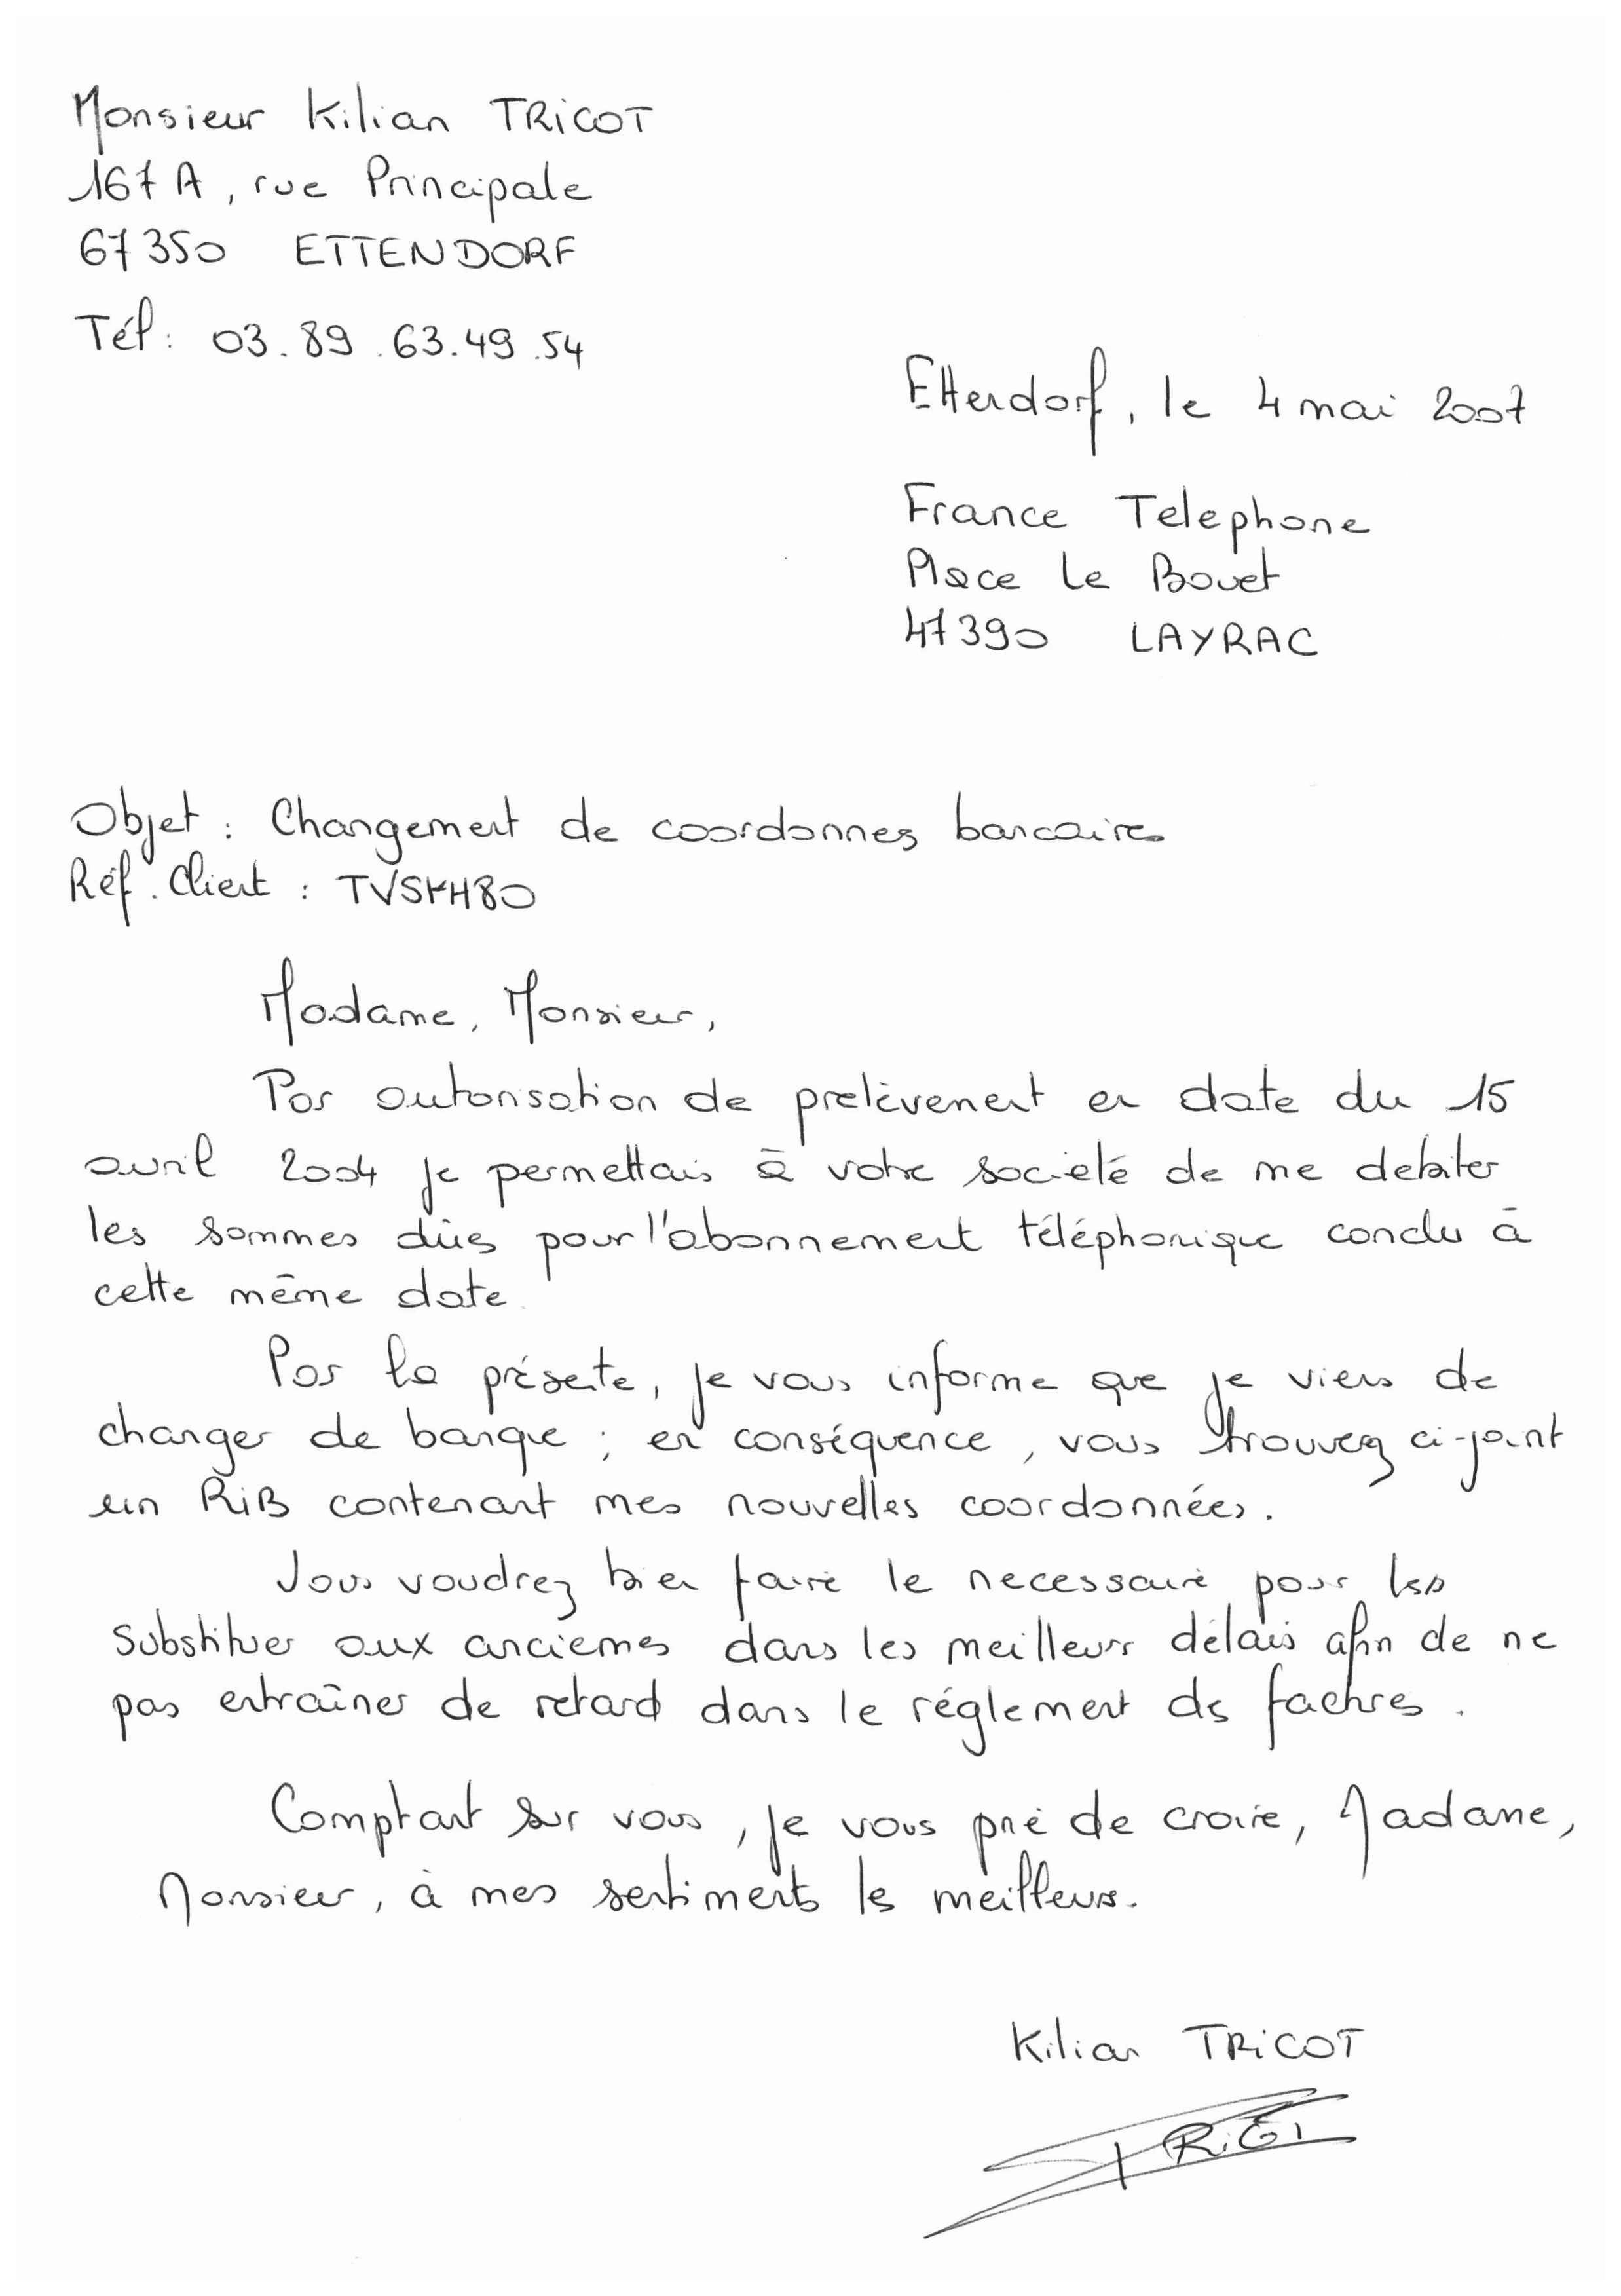 Monsieur Kilian TRICOT
167 A, rue Principale
67350 ETTENDORF
Tél : 03.89.63.49.54
Ettendorf, le 4 mai 2007
France Telephone
Place Le Bouet
47390 LAYRAC
Objet : Changement de coordonnes bancaires
Réf. Client : TVSKH80
Madame, Monsieur,
Par autorisation de prelèvement en date du 15
avril 2004 je permettais à votre société de me debiter
les sommes dûes pour l'abonnement téléphonique conclu à
cette même date.
Par la présente, je vous informe que je viens de
changer de banque ; en conséquence, vous trouverez ci-joint
un RiB contenant mes nouvelles coordonnées.
Vous voudrez bien faire le necessaire pour les
substituer aux anciennes dans les meilleurs délais afin de ne
pas entraîner de retard dans le réglement des factures.
Comptant sur vous, je vous prie de croire, Madame,
Monsieur, à mes sentiments les meilleurs.
Kilian TRICOT